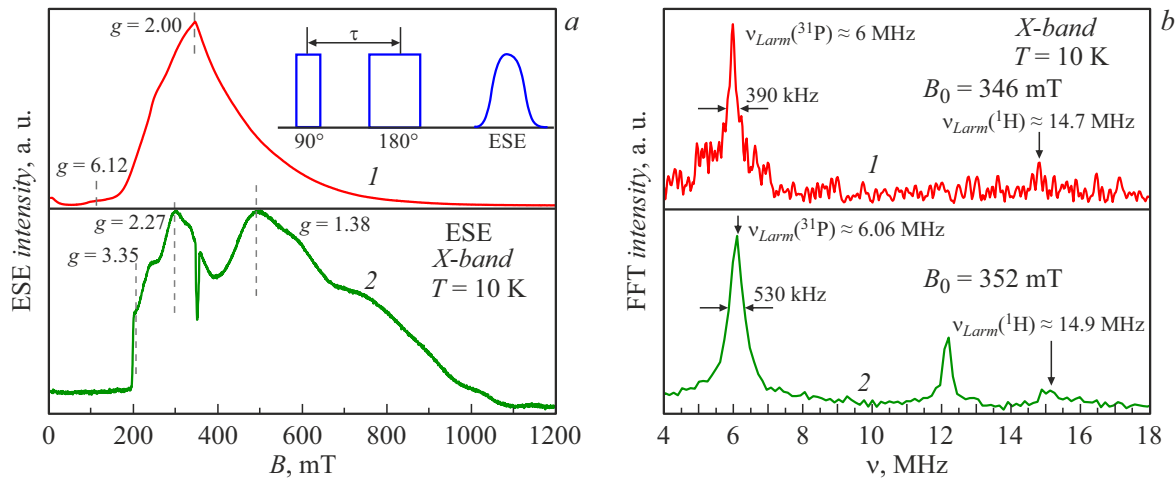 a
g = 2.00
τ
90°
180°
ESE
g = 6.12
1
ESE intensity, a. u.
g = 2.27
g = 3.35
g = 1.38
ESE
X-band
T = 10 K
2
0
200
400
600
800
1000
1200
B, mT
b
νLarm(³¹P) ≈ 6 MHz
X-band
T = 10 K
390 kHz
B₀ = 346 mT
νLarm(¹H) ≈ 14.7 MHz
1
FFT intensity, a. u.
νLarm(³¹P) ≈ 6.06 MHz
B₀ = 352 mT
530 kHz
νLarm(¹H) ≈ 14.9 MHz
2
4
6
8
10
12
14
16
18
ν, MHz